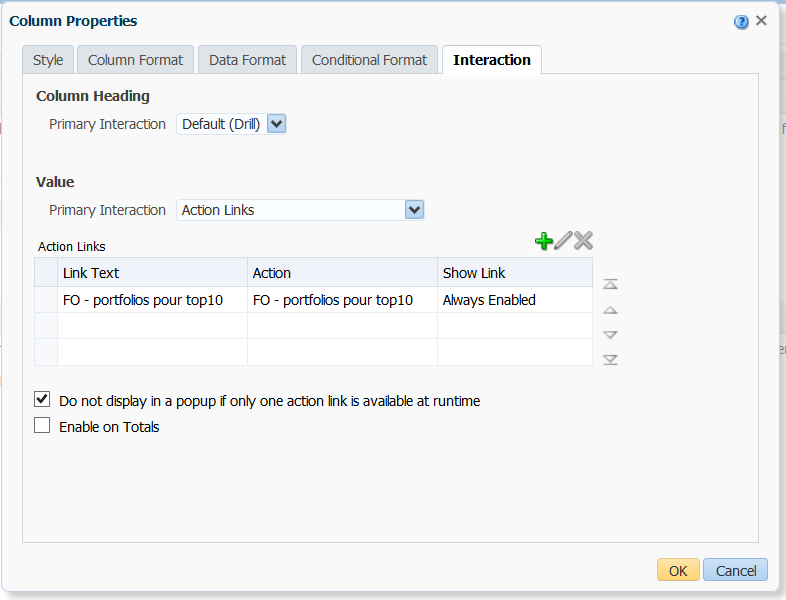 Column Properties
Style Column Format Data Format Conditional Format Interaction
Column Heading
Primary Interaction Default (Drill)
Value
Primary Interaction Action Links
Action Links
Link Text Action Show Link
FO - portfolios pour top10 FO - portfolios pour top10 Always Enabled
Do not display in a popup if only one action link is available at runtime
Enable on Totals
OK Cancel